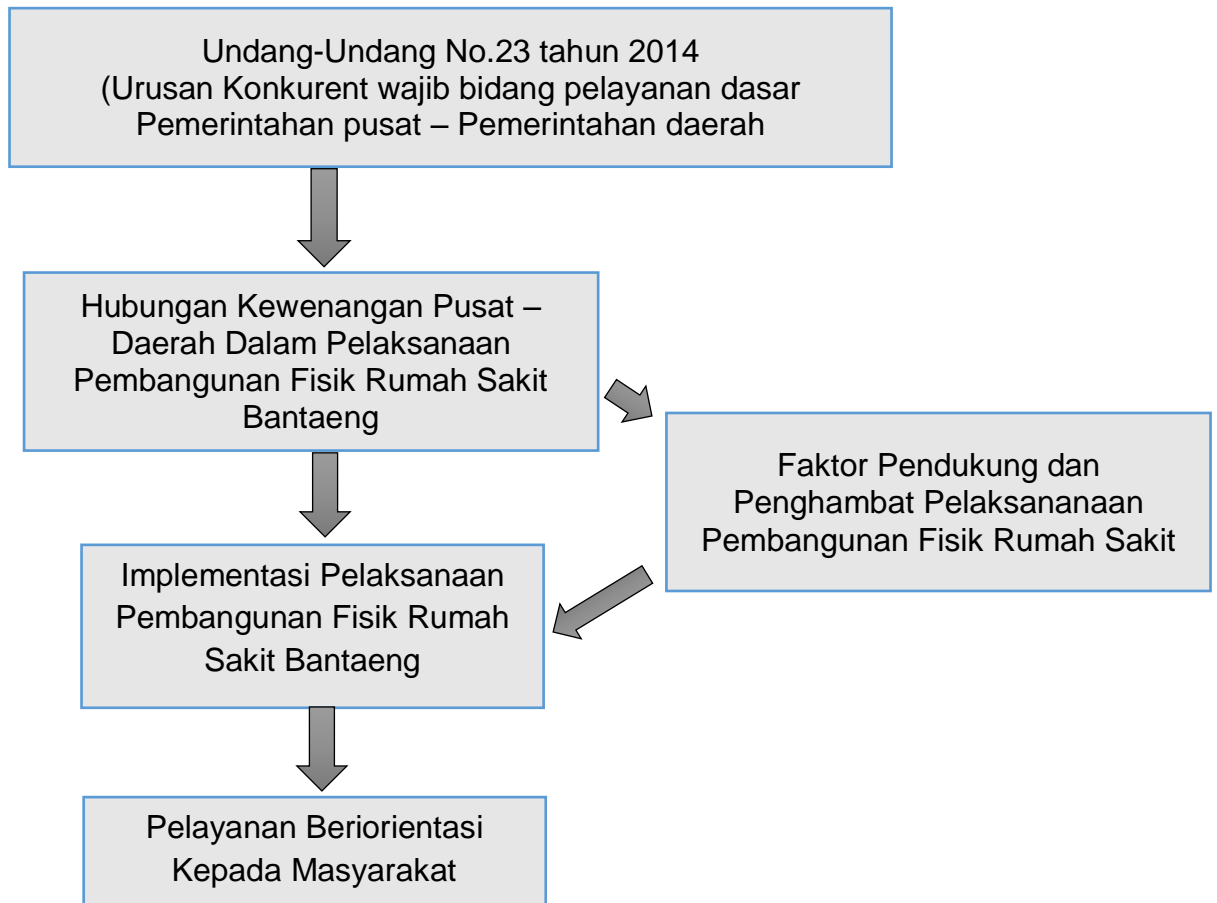 Undang-Undang No.23 tahun 2014
(Urusan Konkurent wajib bidang pelayanan dasar
Pemerintahan pusat – Pemerintahan daerah
Hubungan Kewenangan Pusat –
Daerah Dalam Pelaksanaan
Pembangunan Fisik Rumah Sakit
Bantaeng
Faktor Pendukung dan
Penghambat Pelaksananaan
Pembangunan Fisik Rumah Sakit
Implementasi Pelaksanaan
Pembangunan Fisik Rumah
Sakit Bantaeng
Pelayanan Beriorientasi
Kepada Masyarakat